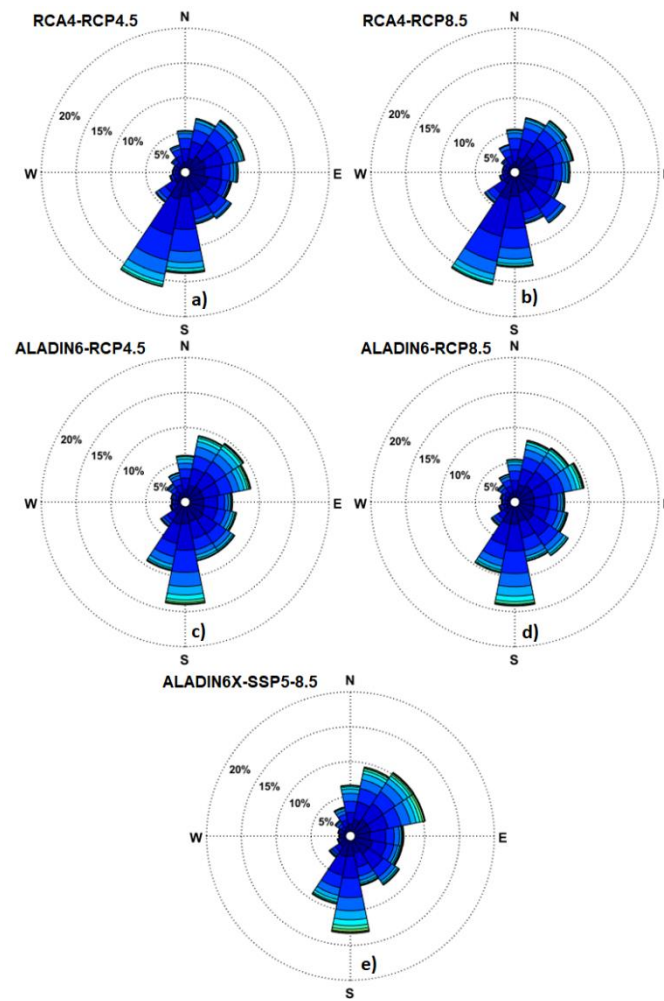 RCA4-RCP4.5
N
20%
15%
10%
5%
W
E
a)
S
RCA4-RCP8.5
N
20%
15%
10%
5%
W
b)
S
ALADIN6-RCP4.5
N
20%
15%
10%
5%
W
E
c)
S
ALADIN6-RCP8.5
N
20%
15%
10%
5%
W
d)
S
ALADIN6X-SSP5-8.5
N
20%
15%
10%
5%
W
E
e)
S